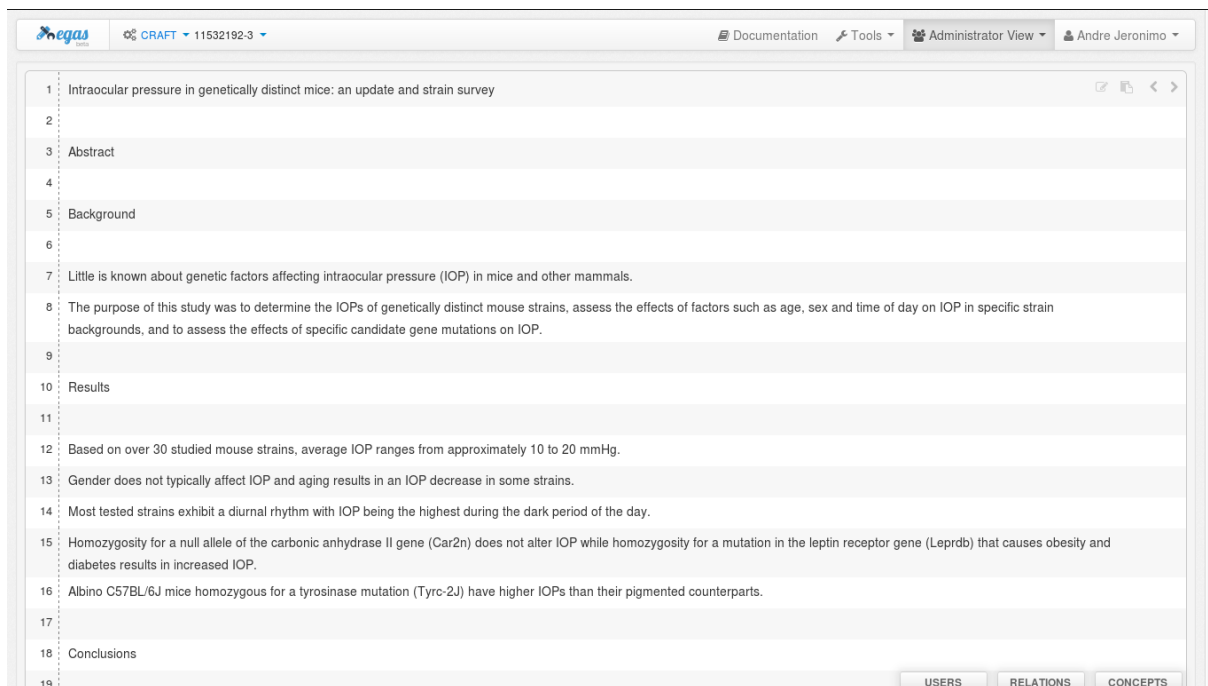 egas
CRAFT 11532192-3 Documentation Tools Administrator View Andre Jeronimo
1 Intraocular pressure in genetically distinct mice: an update and strain survey
2
3 Abstract
4
5 Background
6
7 Little is known about genetic factors affecting intraocular pressure (IOP) in mice and other mammals.
8 The purpose of this study was to determine the IOPs of genetically distinct mouse strains, assess the effects of factors such as age, sex and time of day on IOP in specific strain
backgrounds, and to assess the effects of specific candidate gene mutations on IOP.
9
10 Results
11
12 Based on over 30 studied mouse strains, average IOP ranges from approximately 10 to 20 mmHg.
13 Gender does not typically affect IOP and aging results in an IOP decrease in some strains.
14 Most tested strains exhibit a diurnal rhythm with IOP being the highest during the dark period of the day.
15 Homozygosity for a null allele of the carbonic anhydrase II gene (Car2n) does not alter IOP while homozygosity for a mutation in the leptin receptor gene (Leprdb) that causes obesity and
diabetes results in increased IOP.
16 Albino C57BL/6J mice homozygous for a tyrosinase mutation (Tyrc-2J) have higher IOPs than their pigmented counterparts.
17
18 Conclusions
19
USERS RELATIONS CONCEPTS